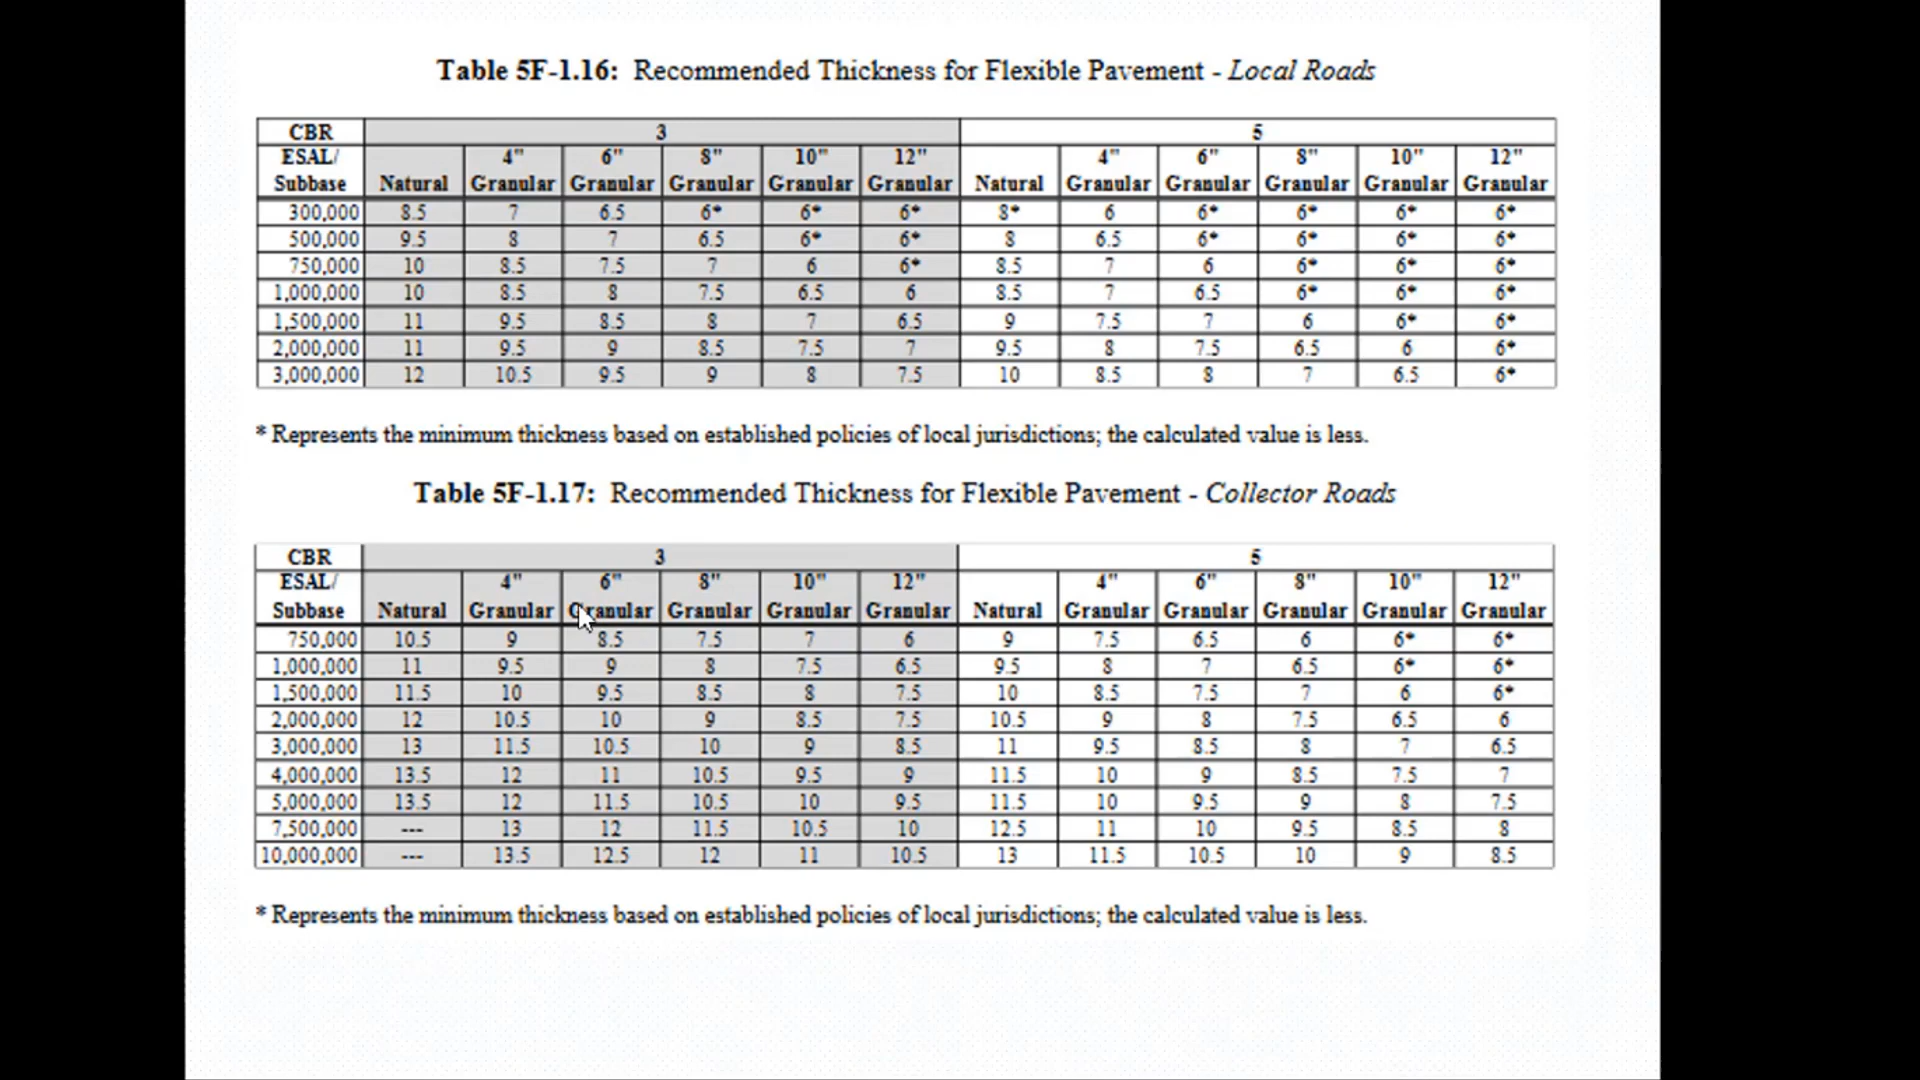 Table 5F-1.16: Recommended Thickness for Flexible Pavement - Local Roads
CBR 3 5
ESAL/ 4" 6" 8" 10" 12" 4" 6" 8" 10" 12"
Subbase Natural Granular Granular Granular Granular Granular Natural Granular Granular Granular Granular Granular
300,000 8.5 7 6.5 6* 6* 6* 8* 6 6* 6* 6* 6*
500,000 9.5 8 7 6.5 6* 6* 8 6.5 6* 6* 6* 6*
750,000 10 8.5 7.5 7 6 6* 8.5 7 6 6* 6* 6*
1,000,000 10 8.5 8 7.5 6.5 6 8.5 7 6.5 6* 6* 6*
1,500,000 11 9.5 8.5 8 7 6.5 9 7.5 7 6 6* 6*
2,000,000 11 9.5 9 8.5 7.5 7 9.5 8 7.5 6.5 6 6*
3,000,000 12 10.5 9.5 9 8 7.5 10 8.5 8 7 6.5 6*
* Represents the minimum thickness based on established policies of local jurisdictions; the calculated value is less.
Table 5F-1.17: Recommended Thickness for Flexible Pavement - Collector Roads
CBR 3 5
ESAL/ 4" 6" 8" 10" 12" 4" 6" 8" 10" 12"
Subbase Natural Granular Granular Granular Granular Granular Natural Granular Granular Granular Granular Granular
750,000 10.5 9 8.5 7.5 7 6 9 7.5 6.5 6 6* 6*
1,000,000 11 9.5 9 8 7.5 6.5 9.5 8 7 6.5 6* 6*
1,500,000 11.5 10 9.5 8.5 8 7.5 10 8.5 7.5 7 6 6*
2,000,000 12 10.5 10 9 8.5 7.5 10.5 9 8 7.5 6.5 6
3,000,000 13 11.5 10.5 10 9 8.5 11 9.5 8.5 8 7 6.5
4,000,000 13.5 12 11 10.5 9.5 9 11.5 10 9 8.5 7.5 7
5,000,000 13.5 12 11.5 10.5 10 9.5 11.5 10 9.5 9 8 7.5
7,500,000 --- 13 12 11.5 10.5 10 12.5 11 10 9.5 8.5 8
10,000,000 --- 13.5 12.5 12 11 10.5 13 11.5 10.5 10 9 8.5
* Represents the minimum thickness based on established policies of local jurisdictions; the calculated value is less.